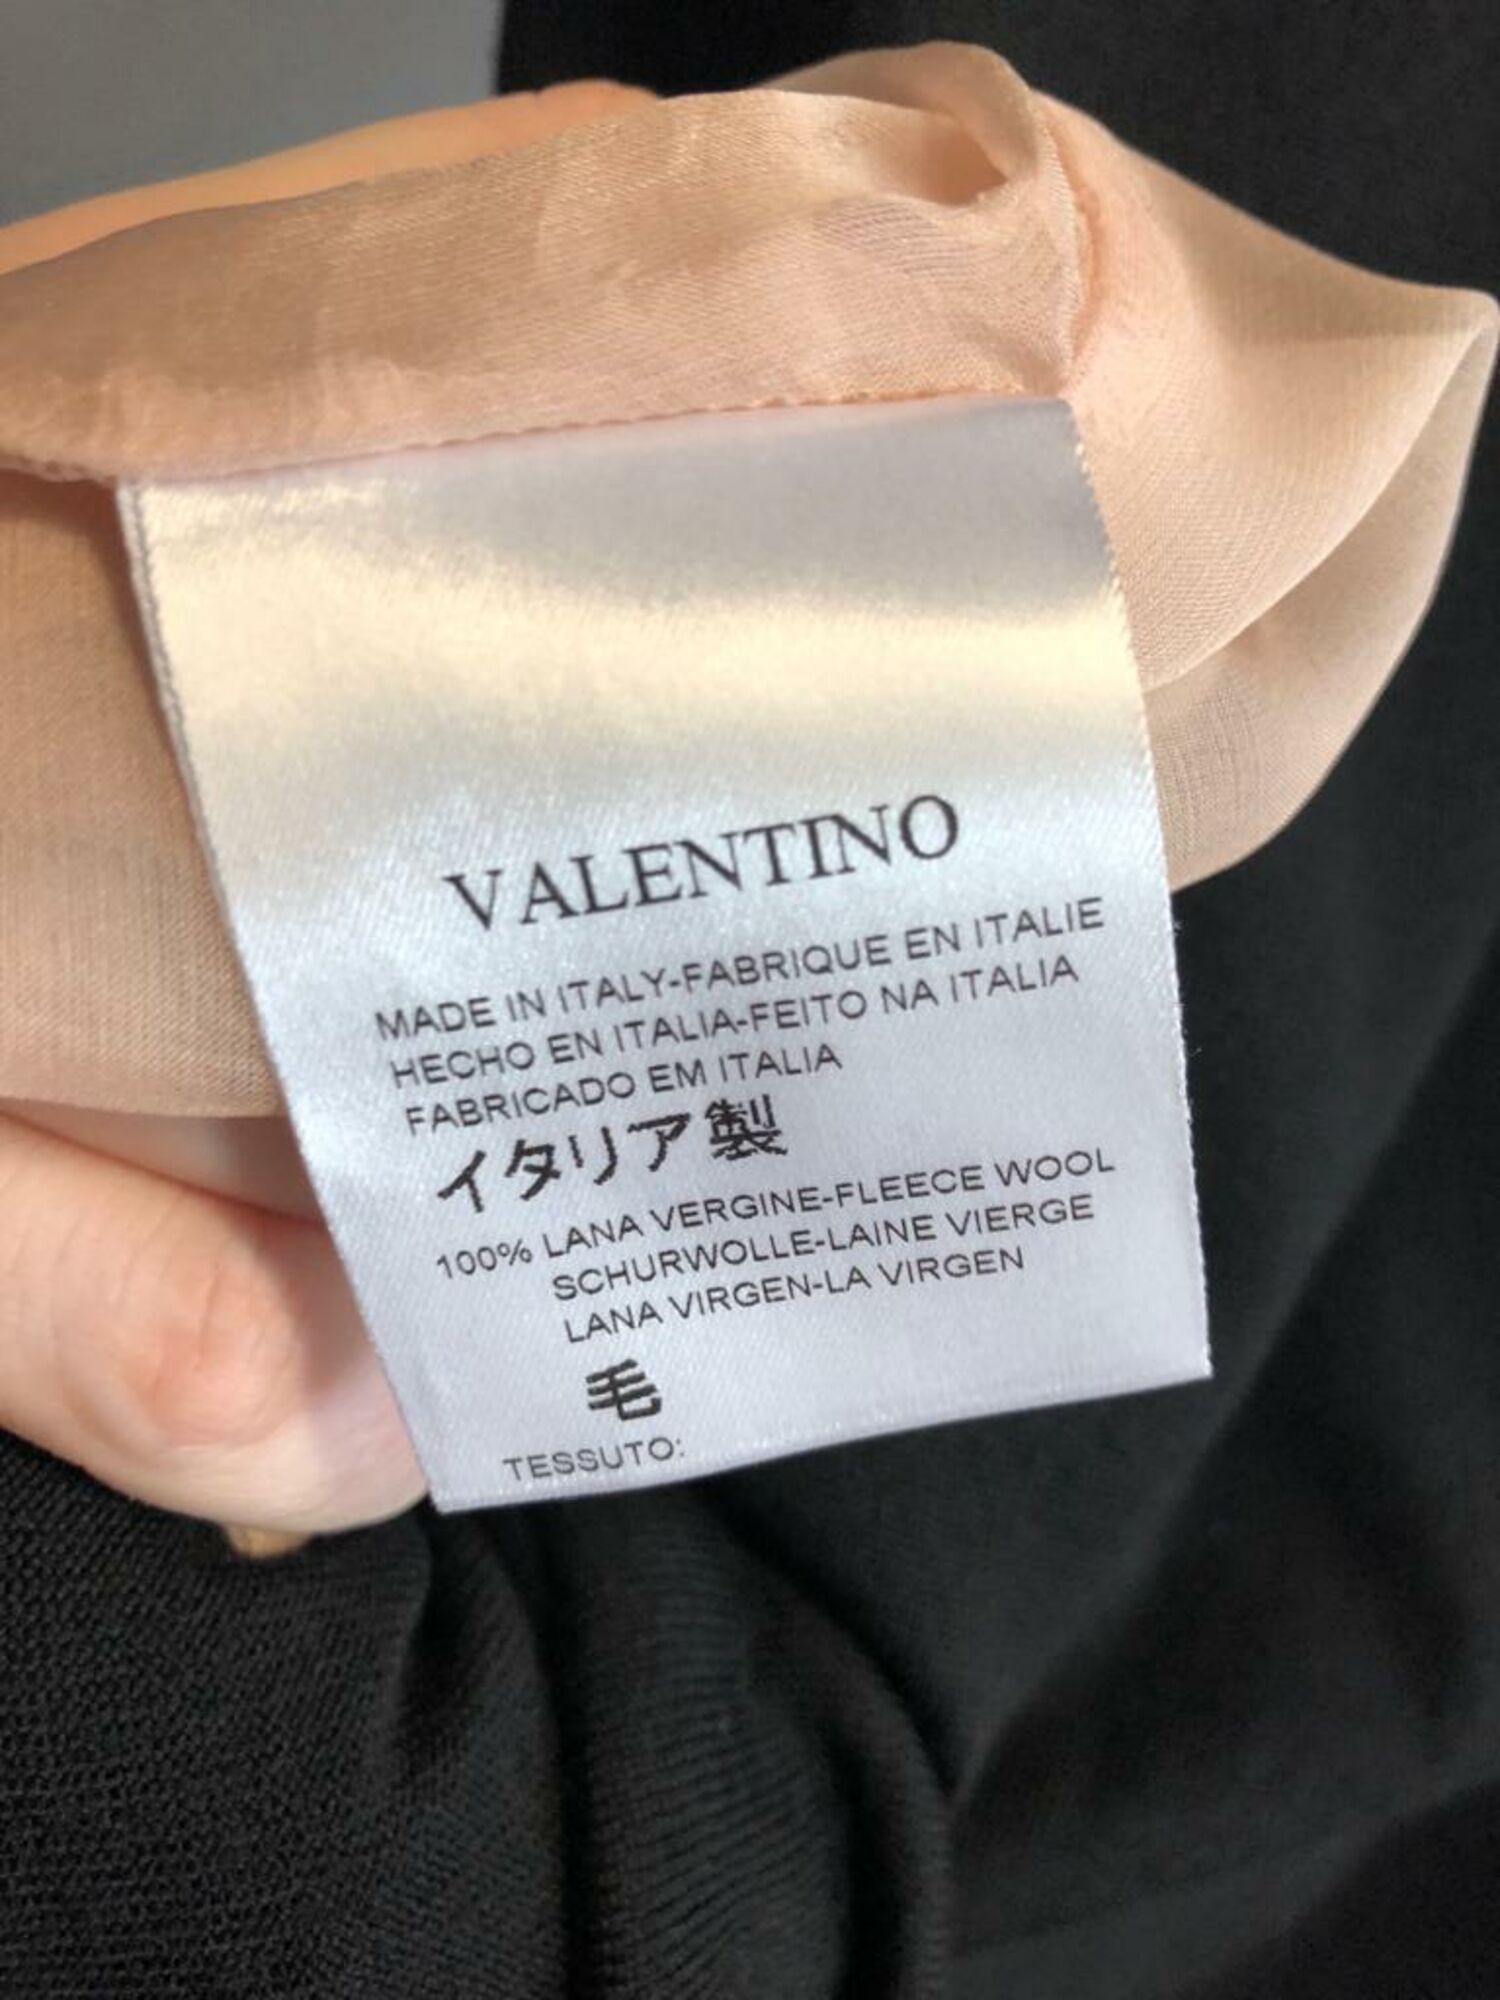 VALENTINO
MADE IN ITALY-FABRIQUE EN ITALIE
HECHO EN ITALIA-FEITO NA ITALIA
FABRICADO EM ITALIA
イタリア製
100% LANA VERGINE-FLEECE WOOL
SCHURWOLLE-LAINE VIERGE
LANA VIRGEN-LA VIRGEN
毛
TESSUTO: